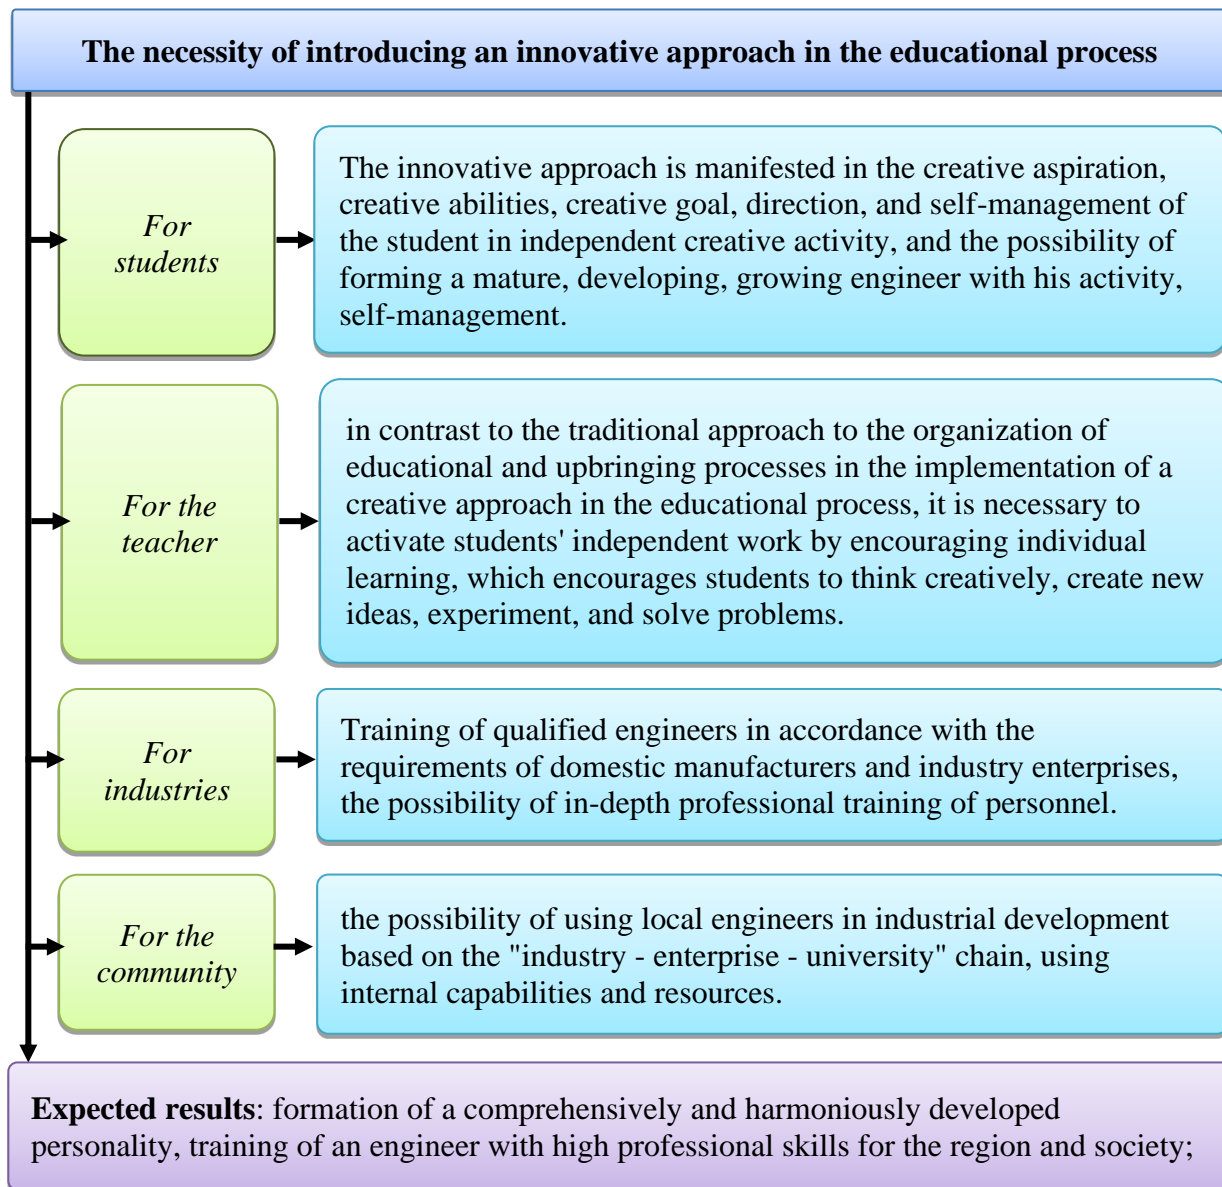 The necessity of introducing an innovative approach in the educational process
For
students
The innovative approach is manifested in the creative aspiration,
creative abilities, creative goal, direction, and self-management of
the student in independent creative activity, and the possibility of
forming a mature, developing, growing engineer with his activity,
self-management.
For the
teacher
in contrast to the traditional approach to the organization of
educational and upbringing processes in the implementation of a
creative approach in the educational process, it is necessary to
activate students' independent work by encouraging individual
learning, which encourages students to think creatively, create new
ideas, experiment, and solve problems.
For
industries
Training of qualified engineers in accordance with the
requirements of domestic manufacturers and industry enterprises,
the possibility of in-depth professional training of personnel.
For the
community
the possibility of using local engineers in industrial development
based on the "industry - enterprise - university" chain, using
internal capabilities and resources.
Expected results: formation of a comprehensively and harmoniously developed
personality, training of an engineer with high professional skills for the region and society;